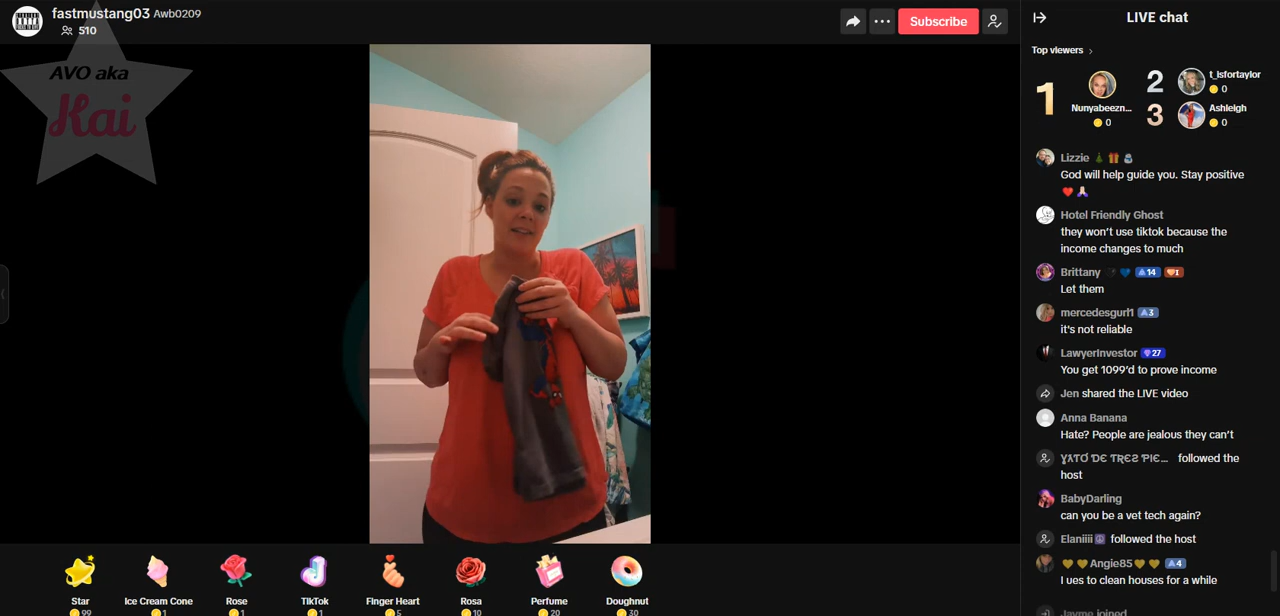 fastmustang03 Awb0209
510
Subscribe
AVO aka
Kai
LIVE chat
Top viewers
1
Nunyabeezn...
0
2
t_lsfortaylor
0
3
Ashleigh
0
Lizzie
God will help guide you. Stay positive
Hotel Friendly Ghost
they won't use tiktok because the
income changes to much
Brittany 14 1
Let them
mercedesgurl1 3
it's not reliable
LawyerInvestor 27
You get 1099'd to prove income
Jen shared the LIVE video
Anna Banana
Hate? People are jealous they can't
followed the
host
BabyDarling
can you be a vet tech again?
Elaniiii followed the host
Angie85 4
I ues to clean houses for a while
Jayme joined
Star
99
Ice Cream Cone
1
Rose
1
TikTok
1
Finger Heart
5
Rosa
10
Perfume
20
Doughnut
30